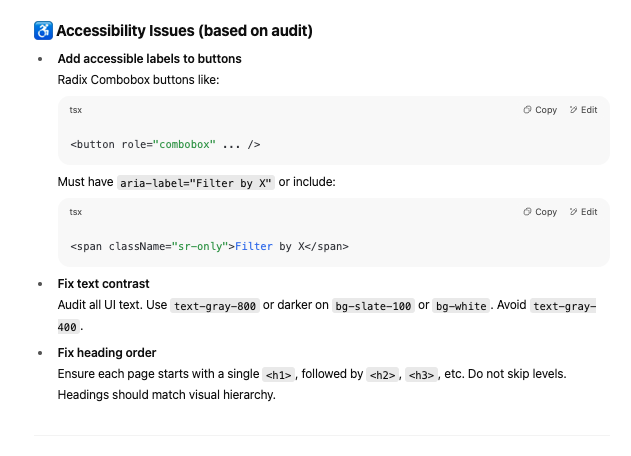 ♿ Accessibility Issues (based on audit)
• Add accessible labels to buttons
Radix Combobox buttons like:
tsx Copy Edit
<button role="combobox" ... />
Must have aria-label="Filter by X" or include:
tsx Copy Edit
<span className="sr-only">Filter by X</span>
• Fix text contrast
Audit all UI text. Use text-gray-800 or darker on bg-slate-100 or bg-white. Avoid text-gray-
400.
• Fix heading order
Ensure each page starts with a single <h1>, followed by <h2>, <h3>, etc. Do not skip levels.
Headings should match visual hierarchy.